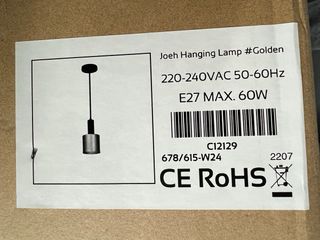 Joeh Hanging Lamp #Golden
220-240VAC 50-60Hz
E27 MAX. 60W
C12129
678/615-W24
2207
CE RoHS